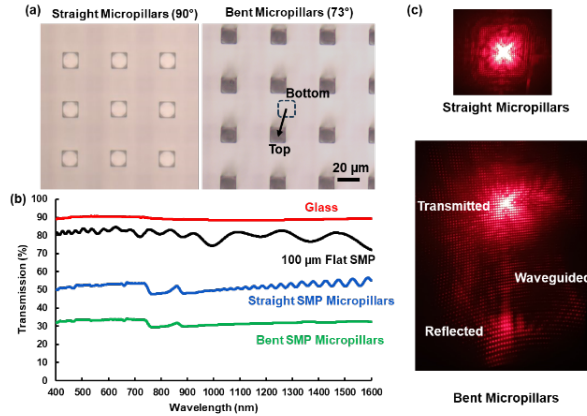 (a)
Straight Micropillars (90°)
Bent Micropillars (73°)
Bottom
Top
20 µm
(b)
Transmission (%)
100
90
80
70
60
50
40
30
20
10
0
Glass
100 µm Flat SMP
Straight SMP Micropillars
Bent SMP Micropillars
400 500 600 700 800 900 1000 1100 1200 1300 1400 1500 1600
Wavelength (nm)
(c)
Straight Micropillars
Transmitted
Waveguided
Reflected
Bent Micropillars